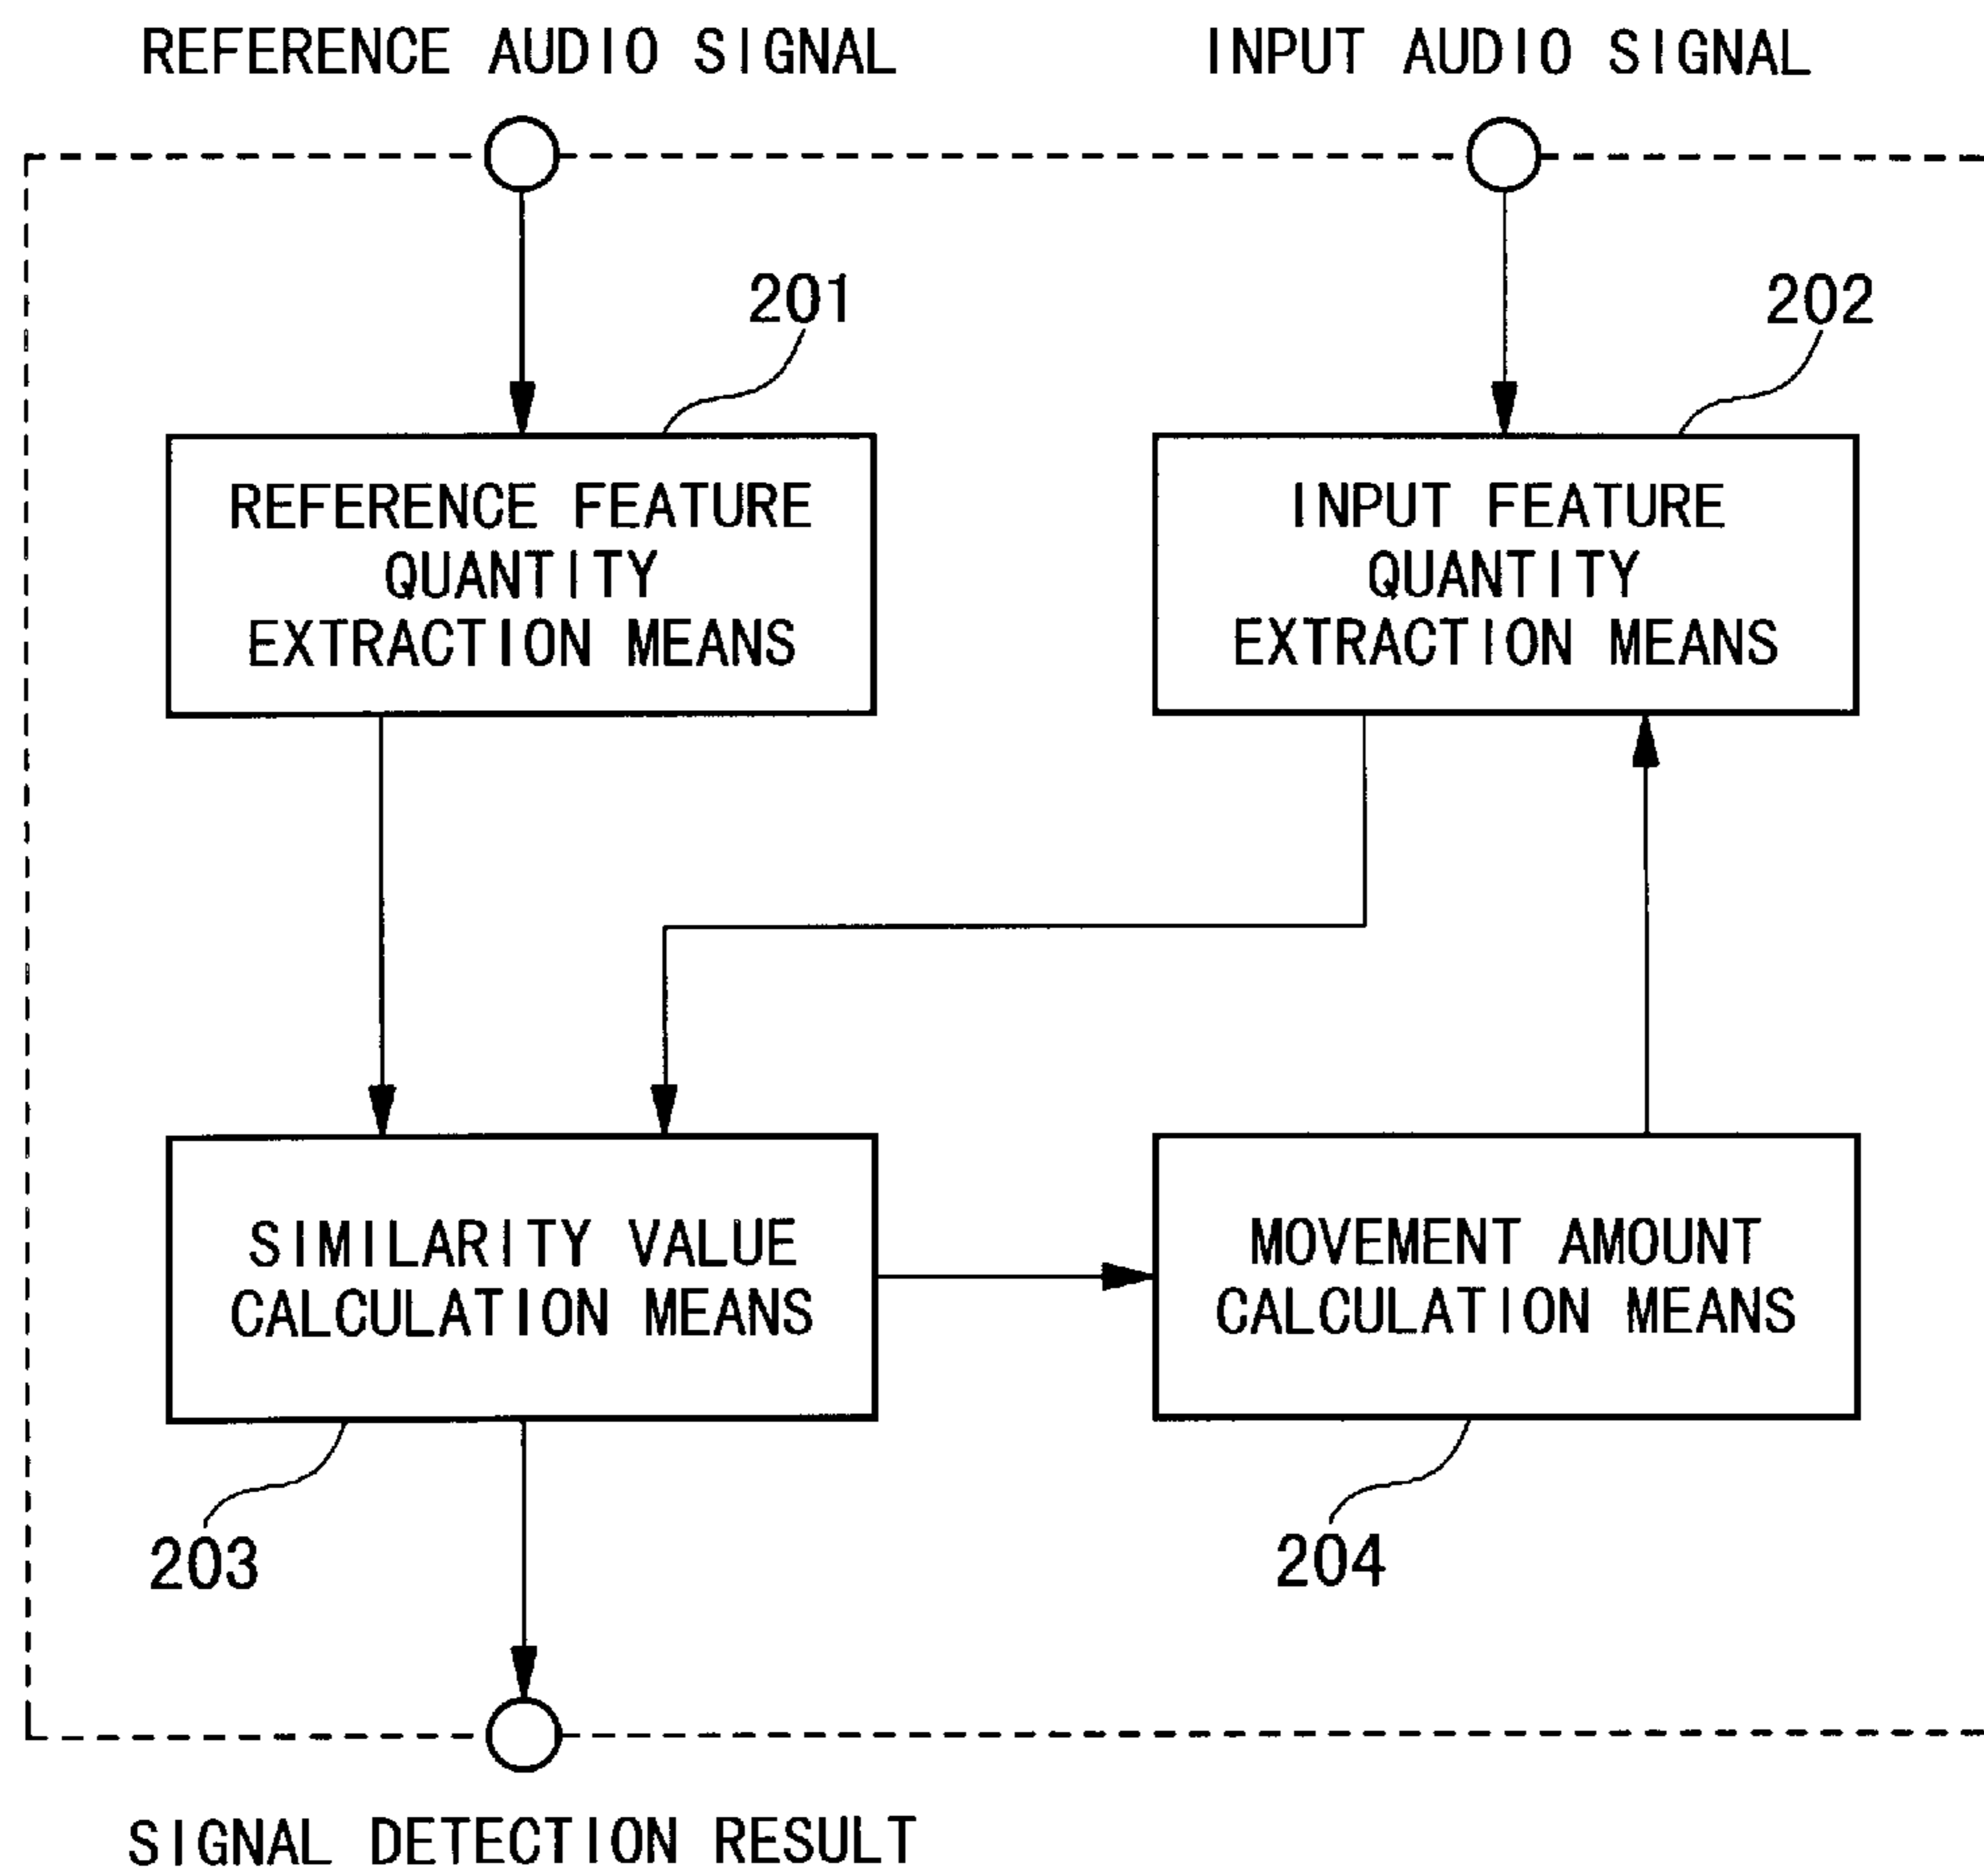 REFERENCE AUDIO SIGNAL
INPUT AUDIO SIGNAL
201
202
REFERENCE FEATURE
QUANTITY
EXTRACTION MEANS
INPUT FEATURE
QUANTITY
EXTRACTION MEANS
SIMILARITY VALUE
CALCULATION MEANS
MOVEMENT AMOUNT
CALCULATION MEANS
203
204
SIGNAL DETECTION RESULT